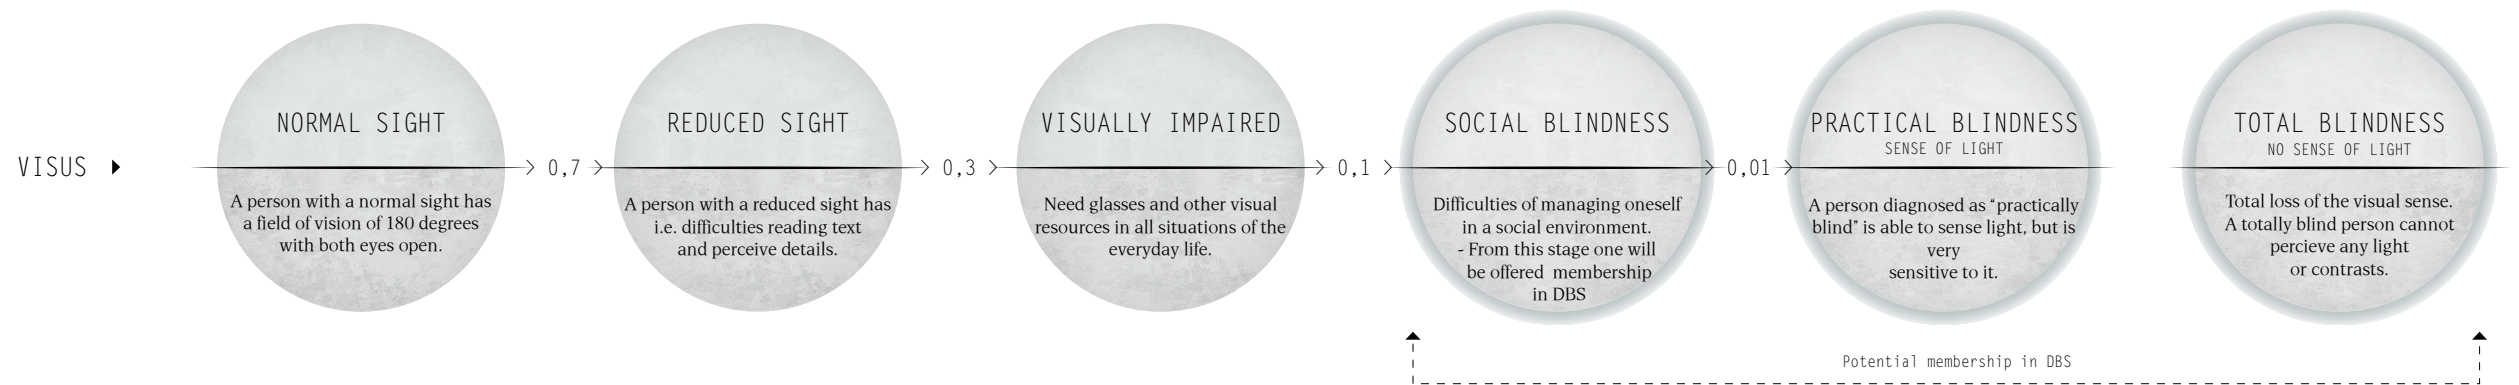 VISUS
NORMAL SIGHT
A person with a normal sight has
a field of vision of 180 degrees
with both eyes open.
0,7
REDUCED SIGHT
A person with a reduced sight has
i.e. difficulties reading text
and perceive details.
0,3
VISUALLY IMPAIRED
Need glasses and other visual
resources in all situations of the
everyday life.
0,1
SOCIAL BLINDNESS
Difficulties of managing oneself
in a social environment.
- From this stage one will
be offered membership
in DBS
0,01
PRACTICAL BLINDNESS
SENSE OF LIGHT
A person diagnosed as “practically
blind” is able to sense light, but is
very
sensitive to it.
TOTAL BLINDNESS
NO SENSE OF LIGHT
Total loss of the visual sense.
A totally blind person cannot
percieve any light
or contrasts.
Potential membership in DBS